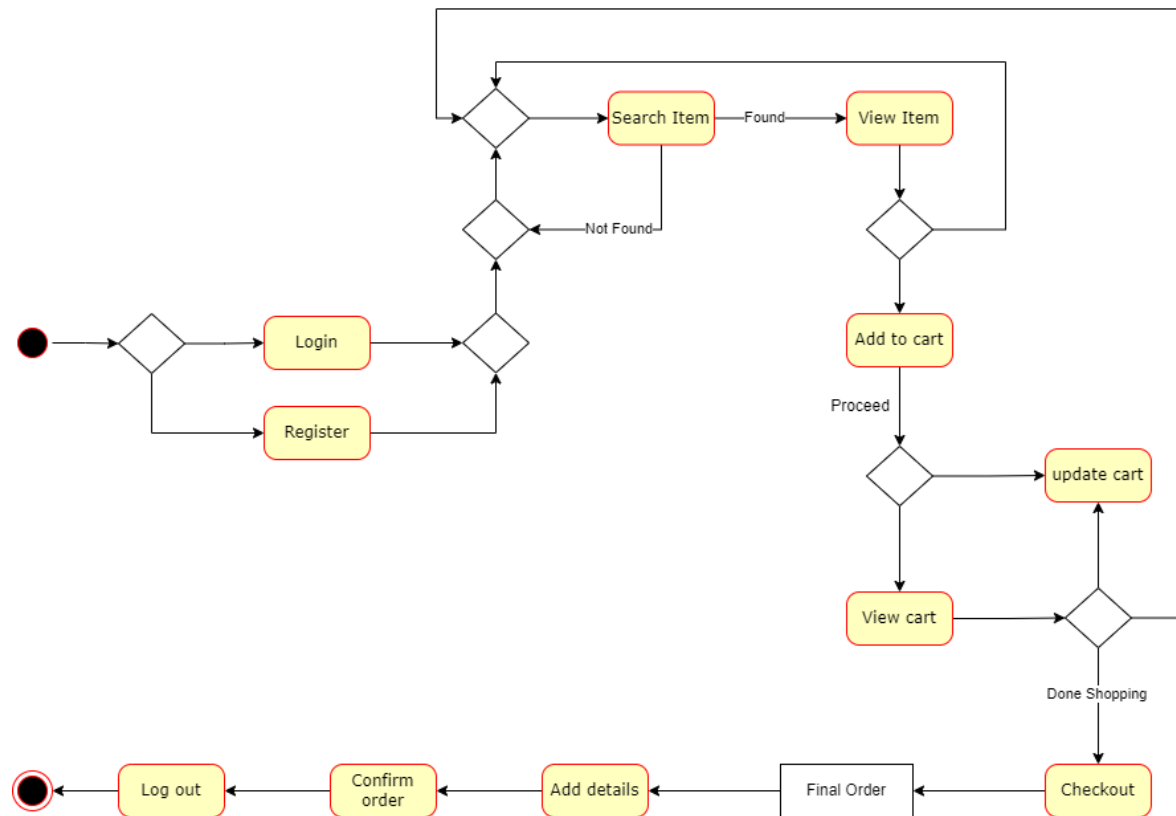 Search Item
Found
View Item
Not Found
Login
Add to cart
Proceed
Register
update cart
View cart
Done Shopping
Log out
Confirm
order
Add details
Final Order
Checkout